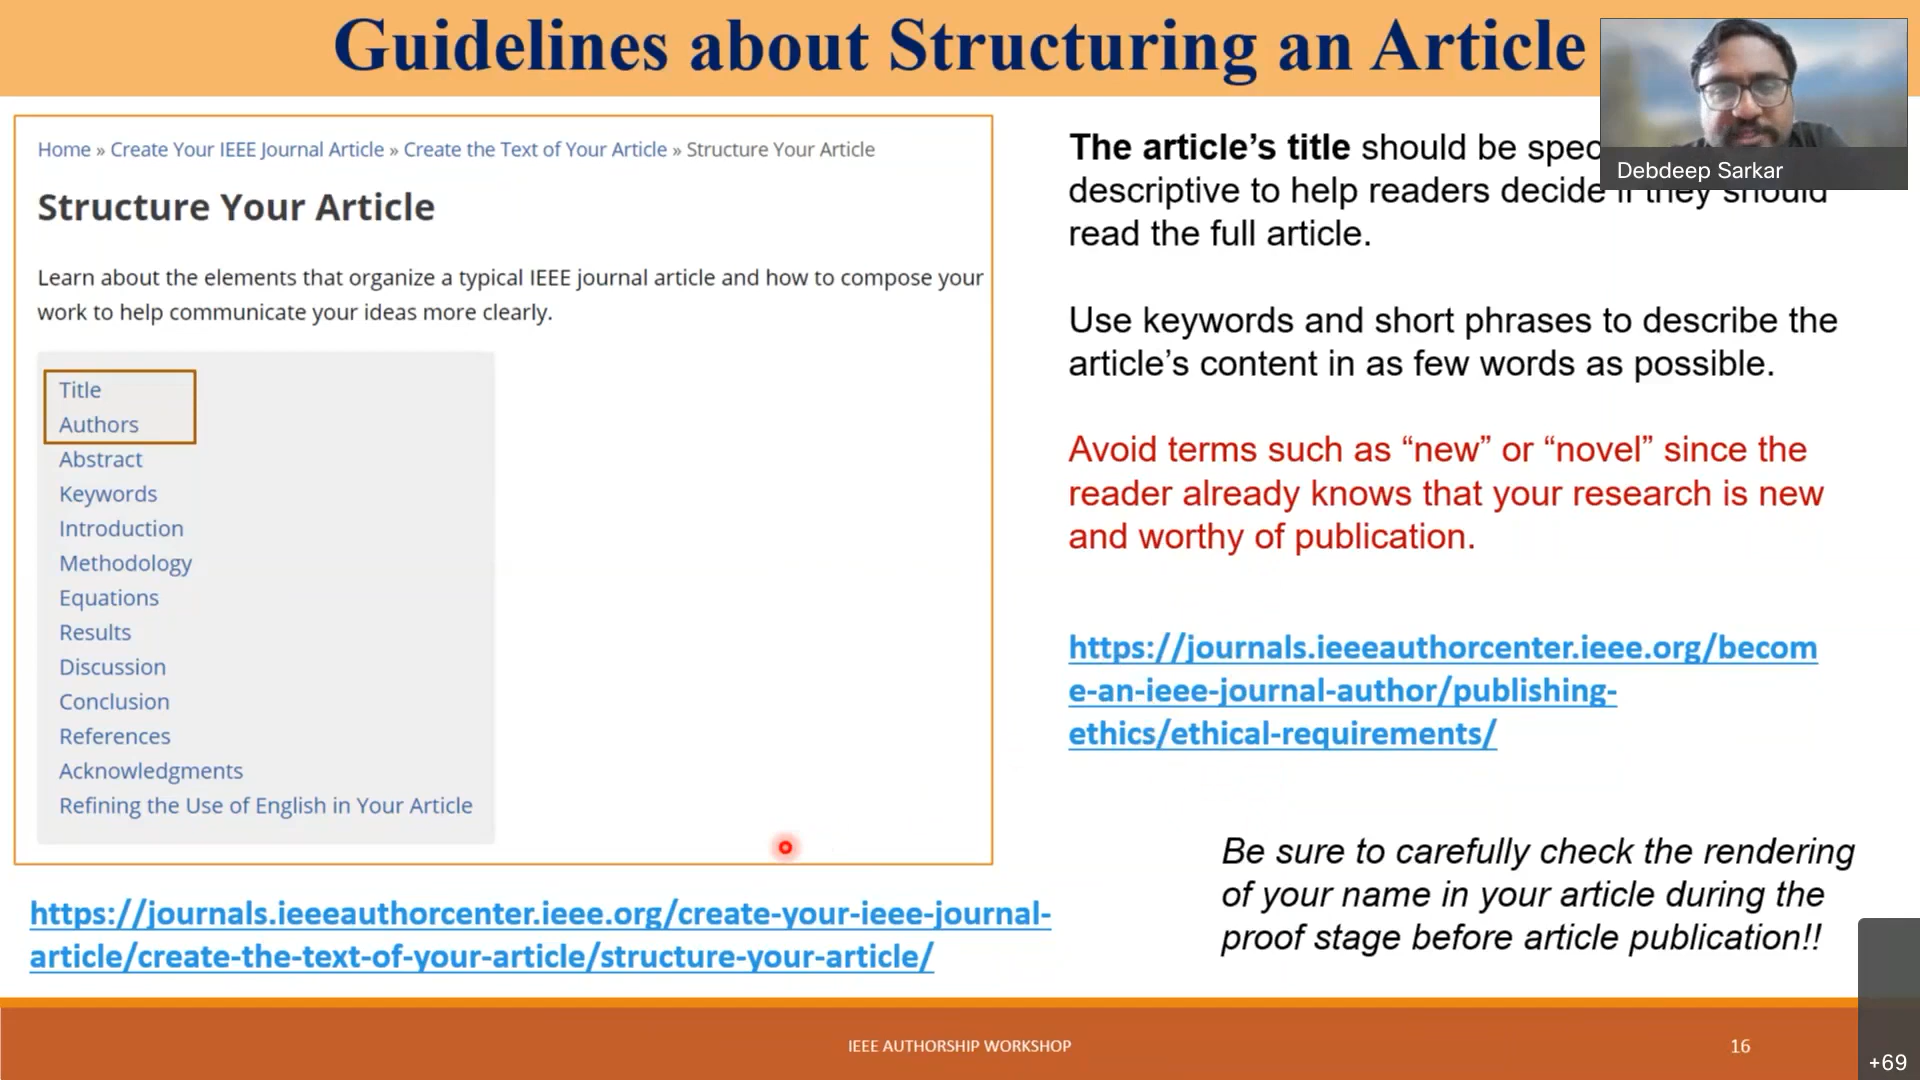 Guidelines about Structuring an Article
Debdeep Sarkar
Home » Create Your IEEE Journal Article » Create the Text of Your Article » Structure Your Article
Structure Your Article
Learn about the elements that organize a typical IEEE journal article and how to compose your
work to help communicate your ideas more clearly.
Title
Authors
Abstract
Keywords
Introduction
Methodology
Equations
Results
Discussion
Conclusion
References
Acknowledgments
Refining the Use of English in Your Article
https://journals.ieeeauthorcenter.ieee.org/create-your-ieee-journal-
article/create-the-text-of-your-article/structure-your-article/
The article’s title should be
descriptive to help readers decide if they should
read the full article.
Use keywords and short phrases to describe the
article’s content in as few words as possible.
Avoid terms such as “new” or “novel” since the
reader already knows that your research is new
and worthy of publication.
https://journals.ieeeauthorcenter.ieee.org/becom
e-an-ieee-journal-author/publishing-
ethics/ethical-requirements/
Be sure to carefully check the rendering
of your name in your article during the
proof stage before article publication!!
IEEE AUTHORSHIP WORKSHOP
16
+69